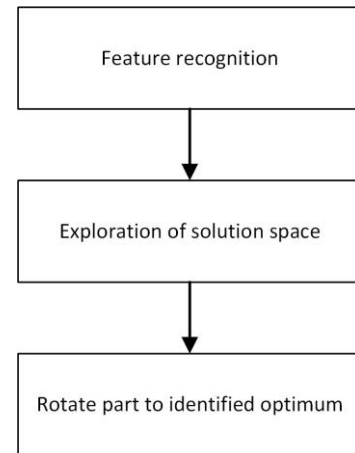 Feature recognition
Exploration of solution space
Rotate part to identified optimum